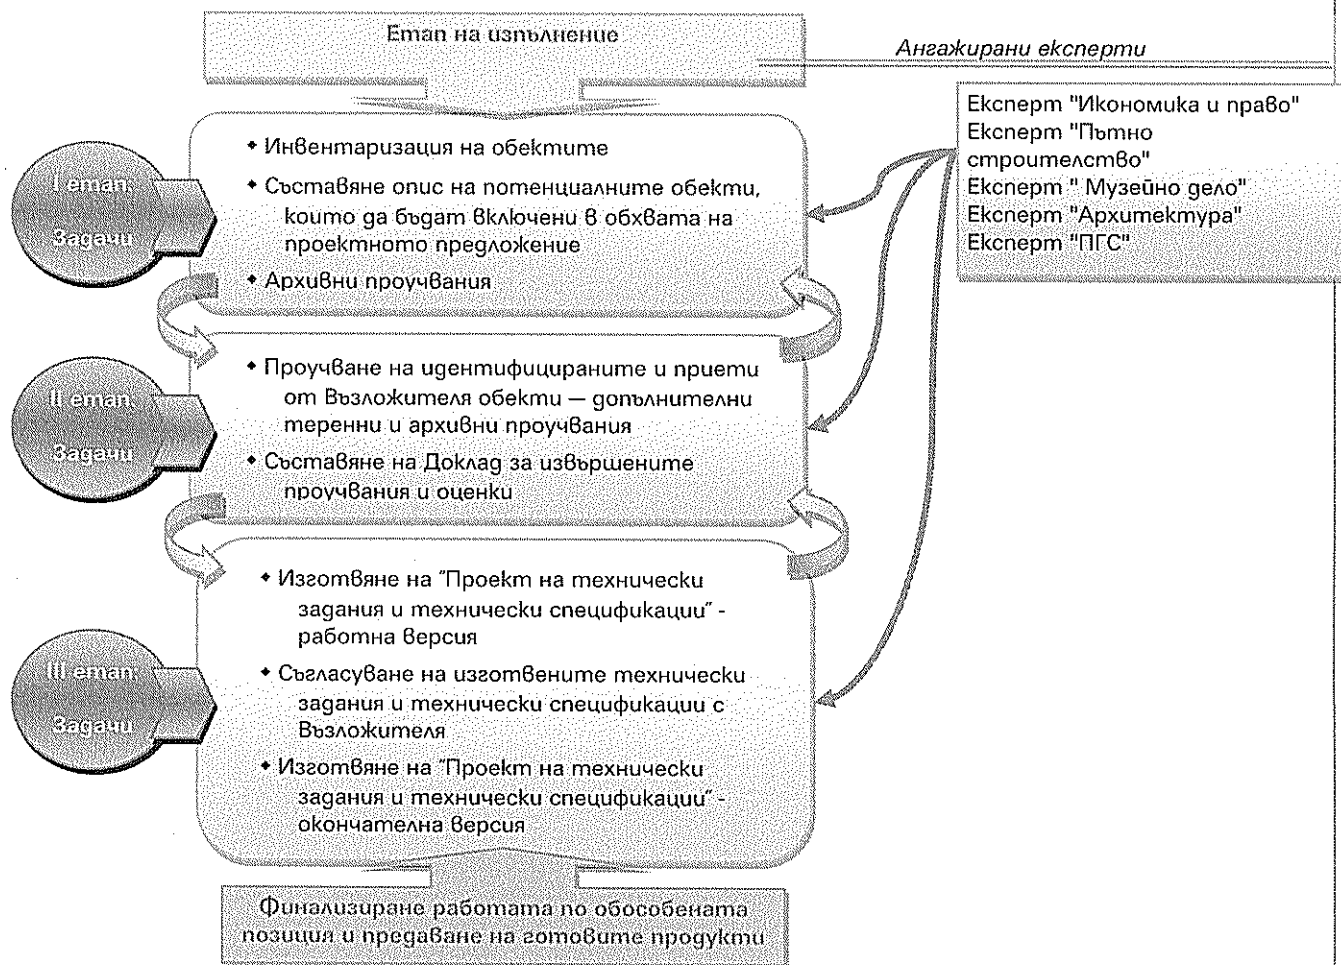 Етап на изпълнение
Ангажирани експерти
Експерт "Икономика и право"
Експерт "Пътно
строителство"
Експерт " Музейно дело"
Експерт "Архитектура"
Експерт "ПГС"
I етап:
Задачи
• Инвентаризация на обектите
• Съставяне опис на потенциалните обекти,
които да бъдат включени в обхвата на
проектното предложение
• Архивни проучвания
II етап:
Задачи
• Проучване на идентифицираните и приети
от Възложителя обекти – допълнителни
теренни и архивни проучвания
• Съставяне на Доклад за извършените
проучвания и оценки
III етап:
Задачи
• Изготвяне на "Проект на технически
задания и технически спецификации" -
работна версия
• Съгласуване на изготвените технически
задания и технически спецификации с
Възложителя
• Изготвяне на "Проект на технически
задания и технически спецификации" -
окончателна версия
Финализиране работата по обособената
позиция и предаване на готовите продукти